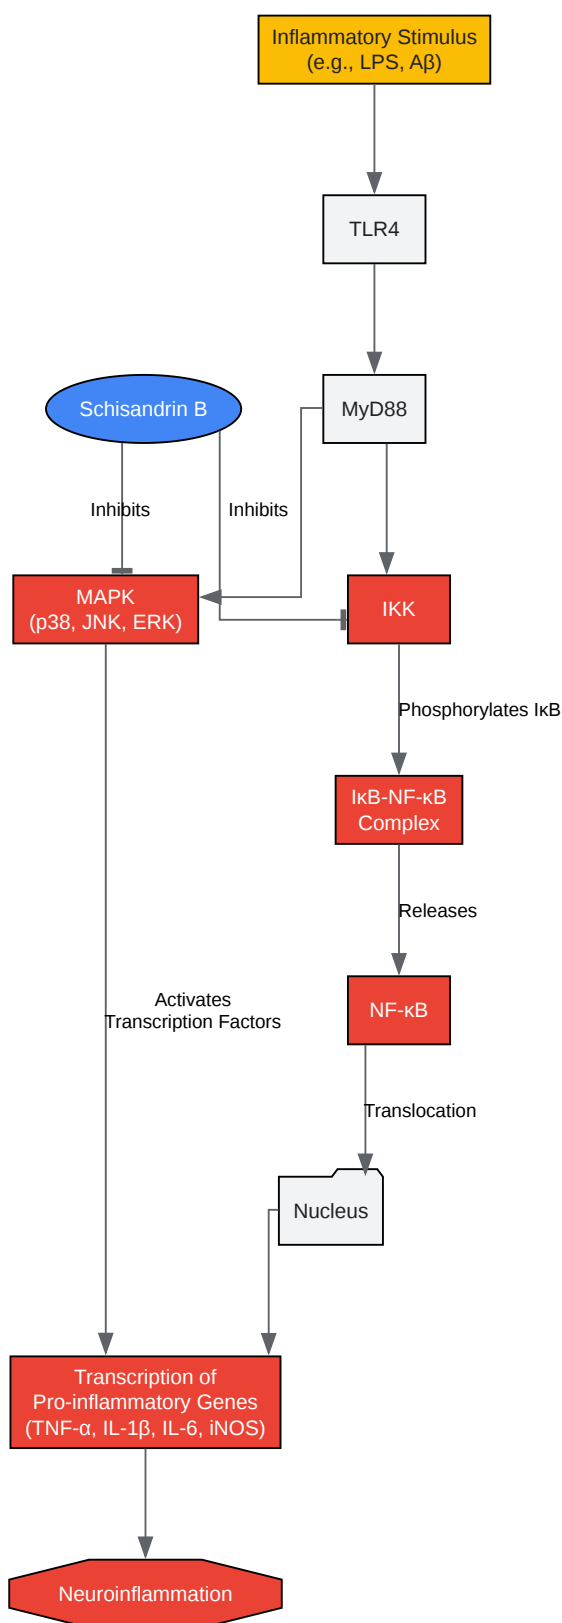 Inflammatory Stimulus
(e.g., LPS, Aβ)
TLR4
MyD88
Schisandrin B
Inhibits
Inhibits
MAPK
(p38, JNK, ERK)
IKK
Phosphorylates IκB
IκB-NF-κB
Complex
Releases
NF-κB
Activates
Transcription Factors
Translocation
Nucleus
Transcription of
Pro-inflammatory Genes
(TNF-α, IL-1β, IL-6, iNOS)
Neuroinflammation